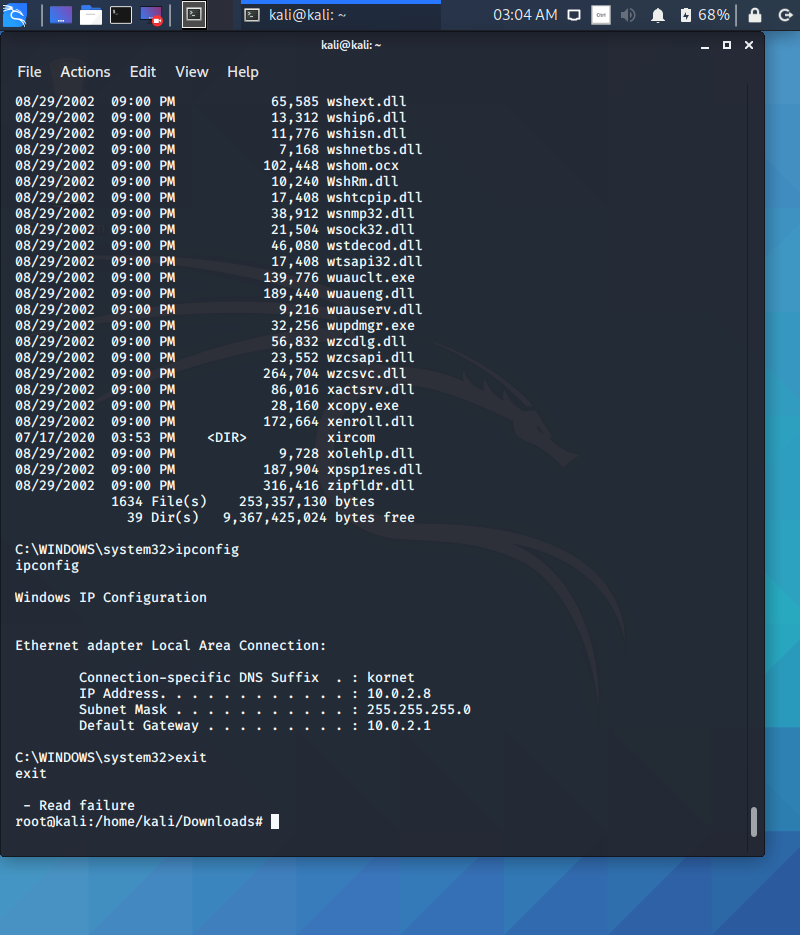 kali@kali: ~
03:04 AM
Ctrl
68%
kali@kali: ~
File Actions Edit View Help
08/29/2002  09:00 PM            65,585 wshext.dll
08/29/2002  09:00 PM            13,312 wship6.dll
08/29/2002  09:00 PM            11,776 wshisn.dll
08/29/2002  09:00 PM             7,168 wshnetbs.dll
08/29/2002  09:00 PM           102,448 wshom.ocx
08/29/2002  09:00 PM            10,240 WshRm.dll
08/29/2002  09:00 PM            17,408 wshtcpip.dll
08/29/2002  09:00 PM            38,912 wsnmp32.dll
08/29/2002  09:00 PM            21,504 wsock32.dll
08/29/2002  09:00 PM            46,080 wstdecod.dll
08/29/2002  09:00 PM            17,408 wtsapi32.dll
08/29/2002  09:00 PM           139,776 wuauclt.exe
08/29/2002  09:00 PM           189,440 wuaueng.dll
08/29/2002  09:00 PM             9,216 wuauserv.dll
08/29/2002  09:00 PM            32,256 wupdmgr.exe
08/29/2002  09:00 PM            56,832 wzcdlg.dll
08/29/2002  09:00 PM            23,552 wzcsapi.dll
08/29/2002  09:00 PM           264,704 wzcsvc.dll
08/29/2002  09:00 PM            86,016 xactsrv.dll
08/29/2002  09:00 PM            28,160 xcopy.exe
08/29/2002  09:00 PM           172,664 xenroll.dll
07/17/2020  03:53 PM    <DIR>          xircom
08/29/2002  09:00 PM             9,728 xolehlp.dll
08/29/2002  09:00 PM           187,904 xpsp1res.dll
08/29/2002  09:00 PM           316,416 zipfldr.dll
            1634 File(s)    253,357,130 bytes
              39 Dir(s)   9,367,425,024 bytes free
C:\WINDOWS\system32>ipconfig
ipconfig
Windows IP Configuration
Ethernet adapter Local Area Connection:
        Connection-specific DNS Suffix  . : kornet
        IP Address. . . . . . . . . . . . : 10.0.2.8
        Subnet Mask . . . . . . . . . . . : 255.255.255.0
        Default Gateway . . . . . . . . . : 10.0.2.1
C:\WINDOWS\system32>exit
exit
 - Read failure
root@kali:/home/kali/Downloads#